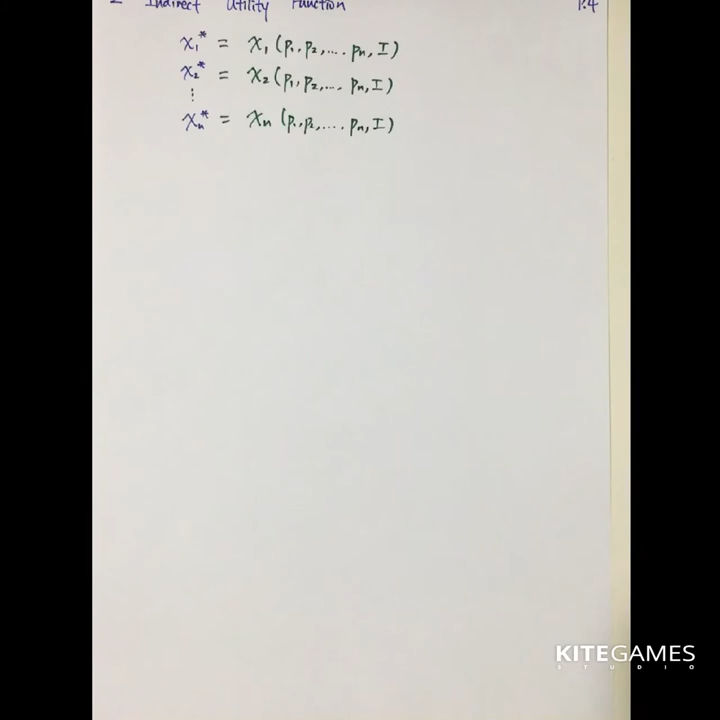 2 Indirect Utility Function P.4
x₁* = x₁ (p₁, p₂, .... pₙ, I)
x₂* = x₂ (p₁, p₂, .... pₙ, I)
⋮
xₙ* = xₙ (p₁, p₂, .... pₙ, I)
KITEGAMES
STUDIO